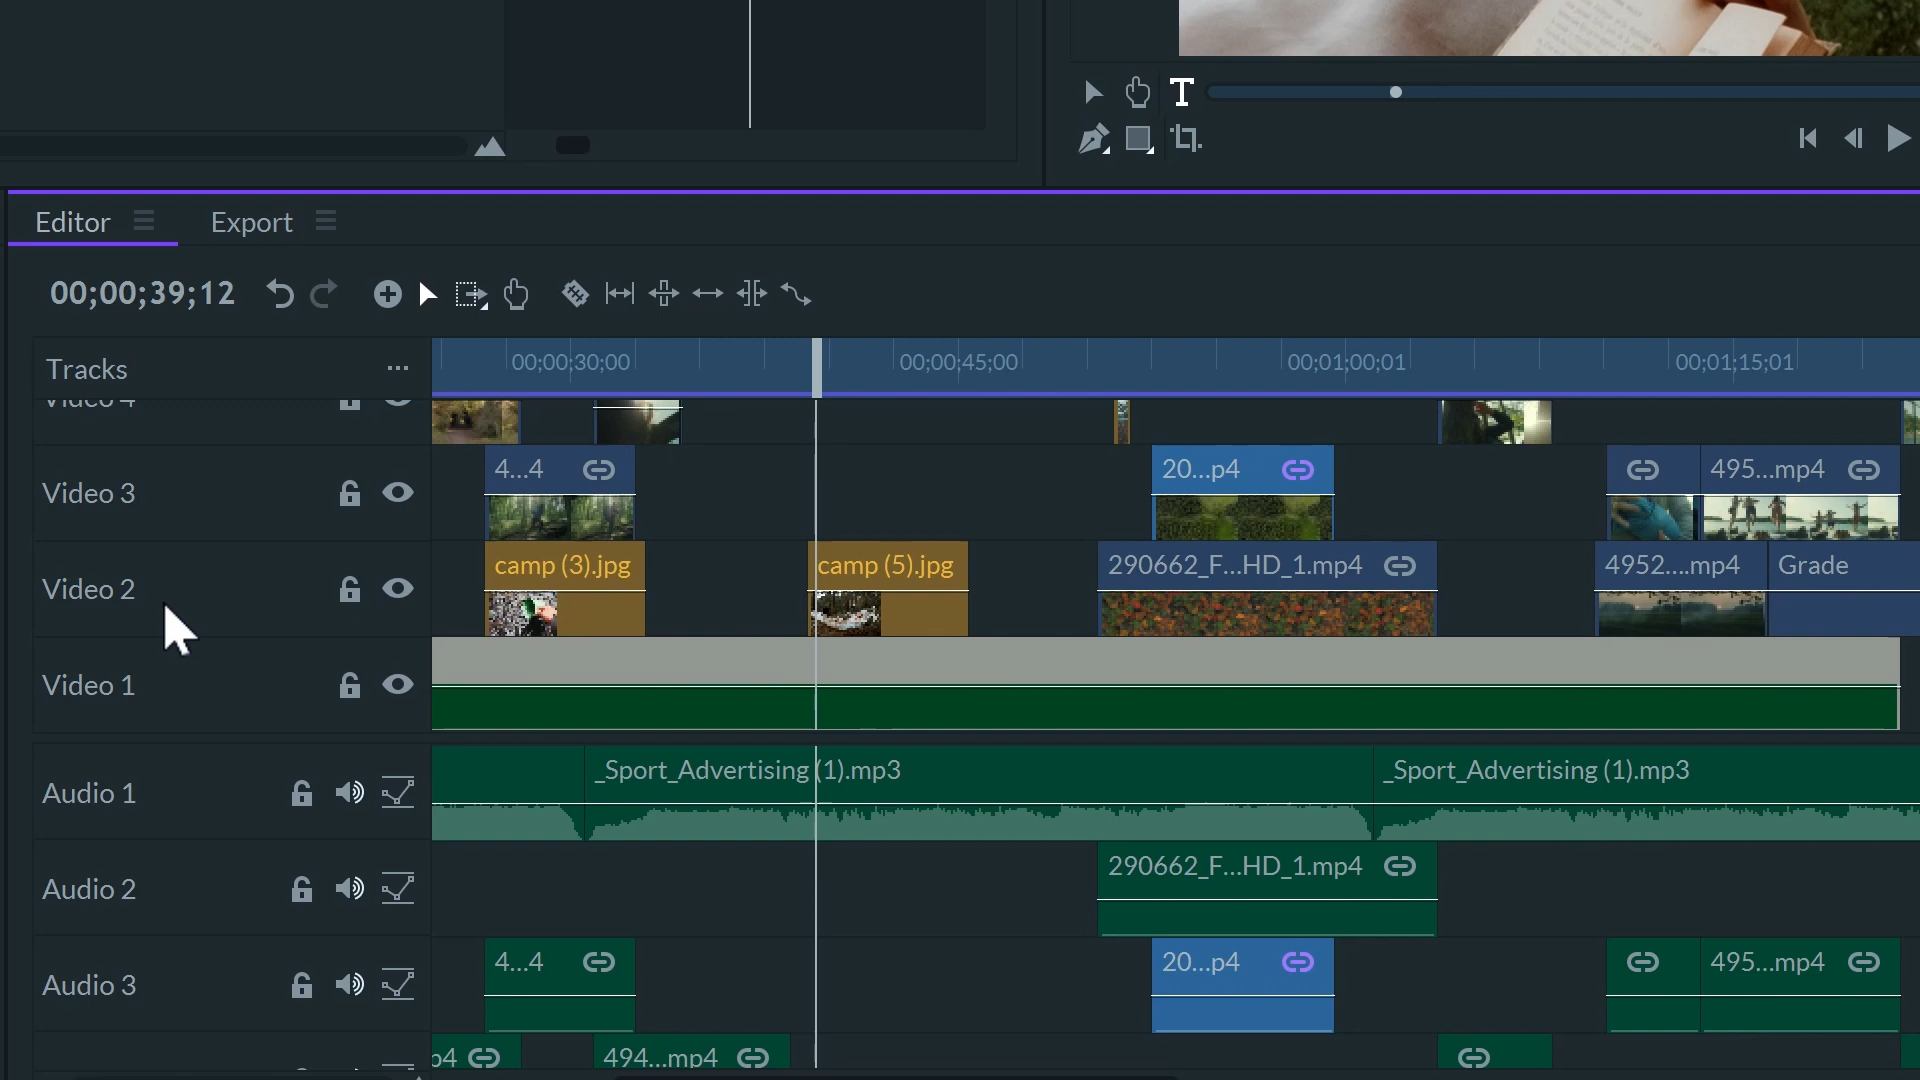 T
Editor
Export
00;00;39;12
Tracks
00;00;30;00
00;00;45;00
00;01;00;01
00;01;15;01
Video 4
Video 3
4...4
20...p4
495...mp4
Video 2
camp (3).jpg
camp (5).jpg
290662_F...HD_1.mp4
4952....mp4
Grade
Video 1
Audio 1
_Sport_Advertising (1).mp3
_Sport_Advertising (1).mp3
Audio 2
290662_F...HD_1.mp4
Audio 3
4...4
20...p4
495...mp4
p4
494...mp4